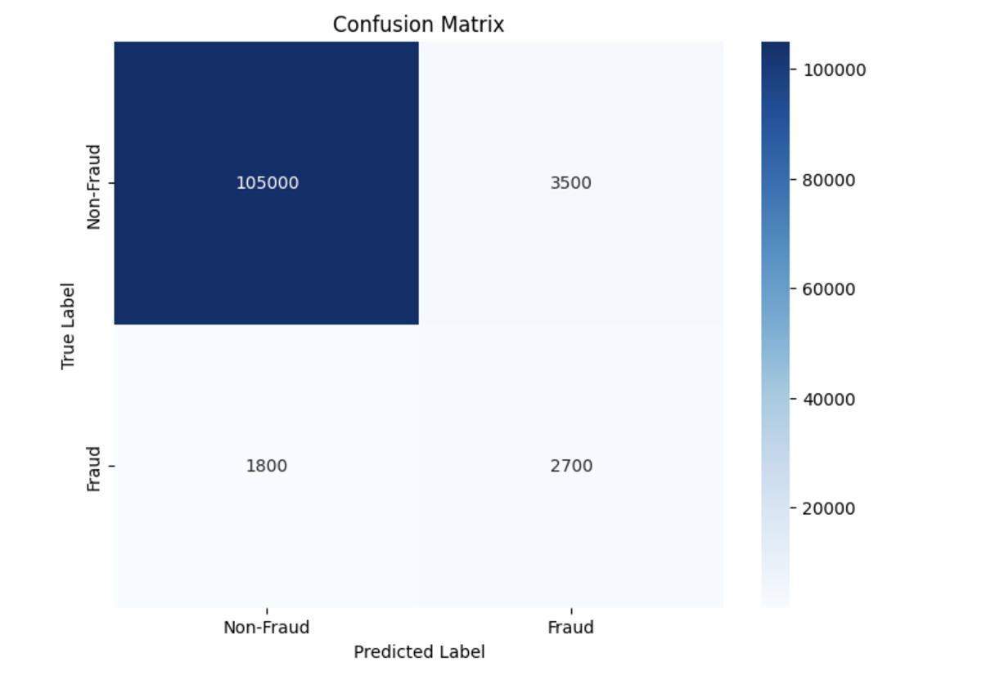 Confusion Matrix
Non-Fraud
Fraud
True Label
105000
3500
1800
2700
Non-Fraud
Fraud
Predicted Label
100000
80000
60000
40000
20000